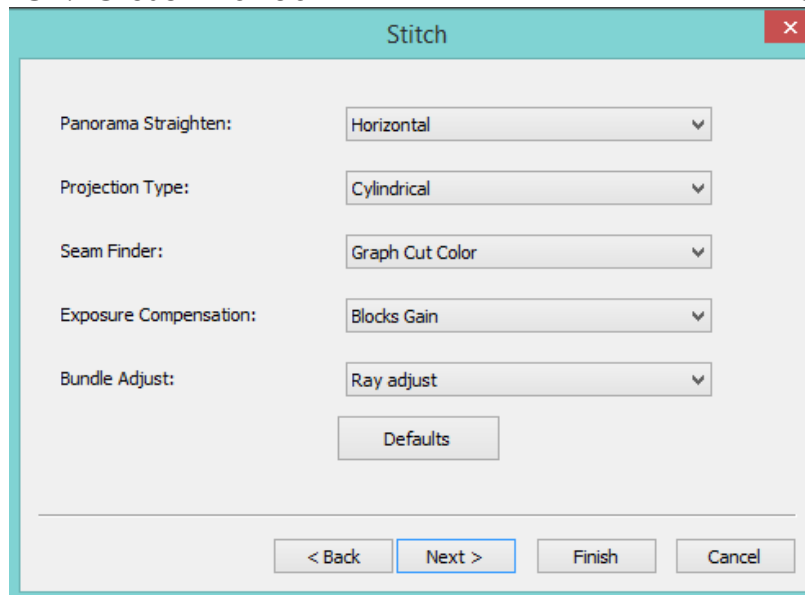 Stitch
Panorama Straighten: Horizontal
Projection Type: Cylindrical
Seam Finder: Graph Cut Color
Exposure Compensation: Blocks Gain
Bundle Adjust: Ray adjust
Defaults
< Back Next > Finish Cancel